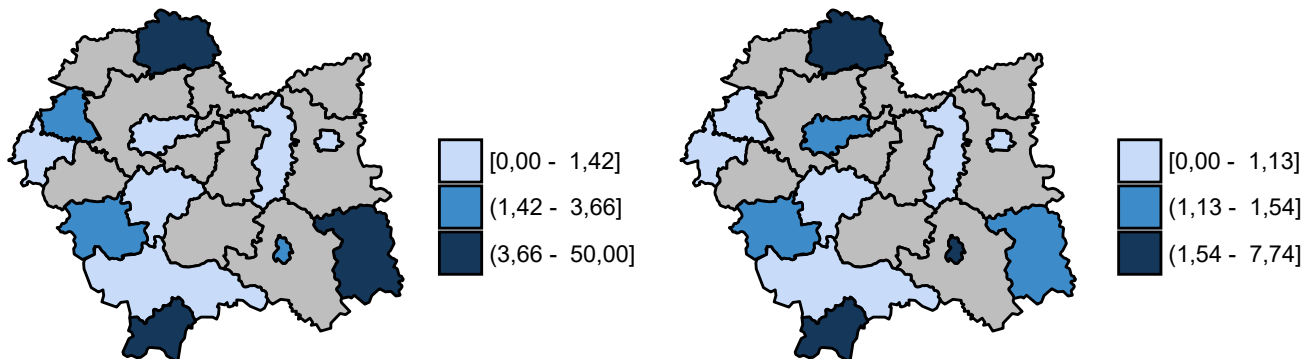 [0,00 -  1,42]
(1,42 -  3,66]
(3,66 -  50,00]
[0,00 -  1,13]
(1,13 -  1,54]
(1,54 -  7,74]